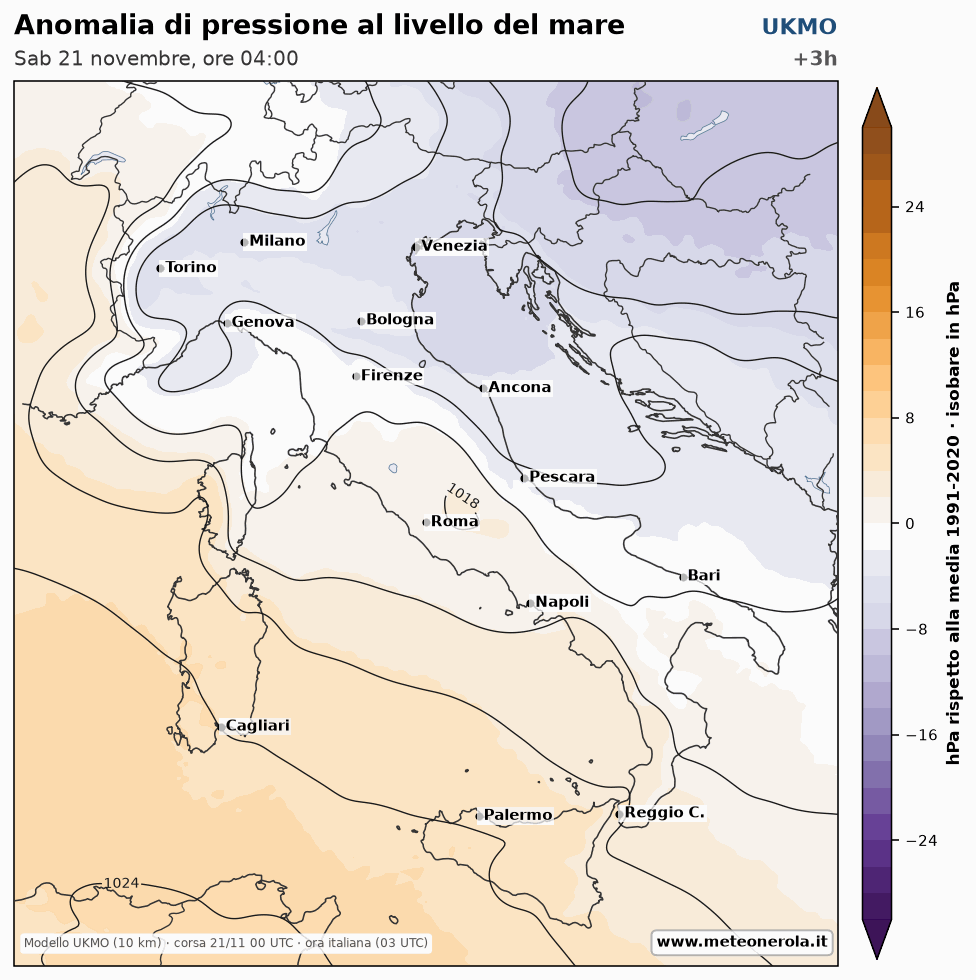 Anomalia di pressione al livello del mare
UKMO
Sab 21 novembre, ore 04:00
+3h
Milano
Venezia
Torino
Genova
Bologna
Firenze
Ancona
Pescara
1018
Roma
Bari
Napoli
Cagliari
Palermo
Reggio C.
1024
Modello UKMO (10 km) · corsa 21/11 00 UTC · ora italiana (03 UTC)
www.meteonerola.it
24
16
8
0
−8
−16
−24
hPa rispetto alla media 1991-2020 · isobare in hPa